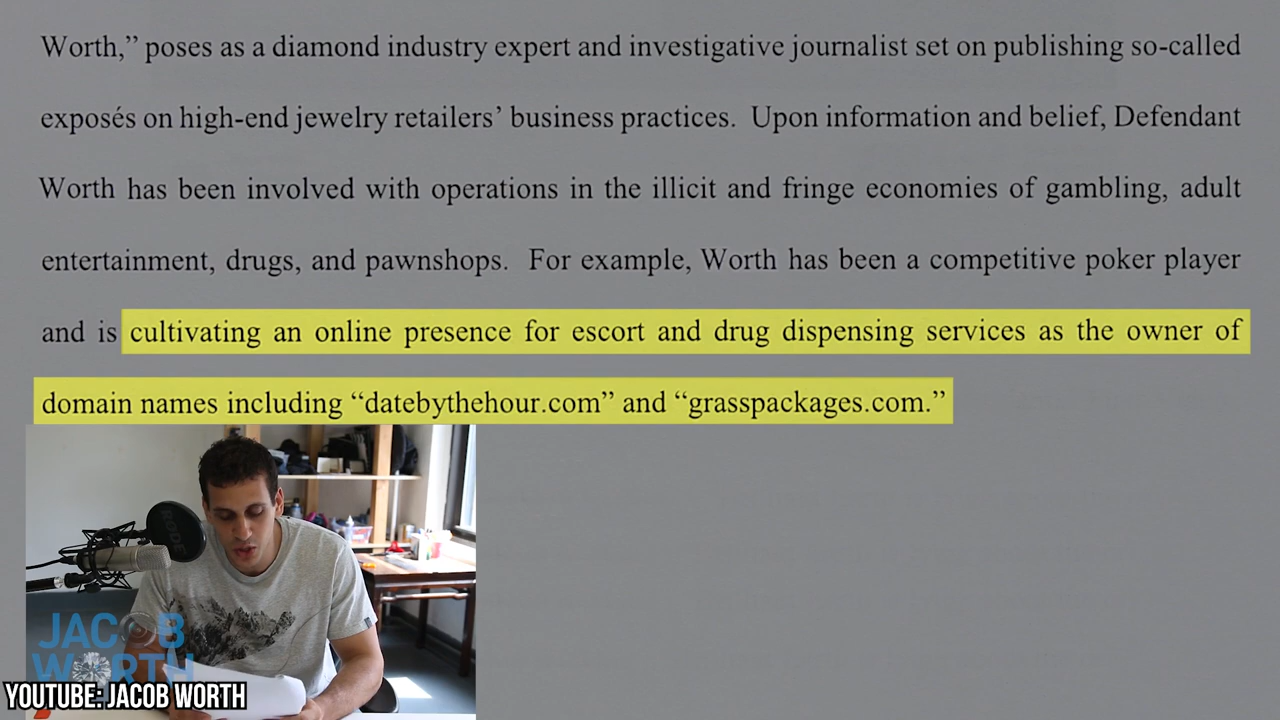 Worth,” poses as a diamond industry expert and investigative journalist set on publishing so-called
exposés on high-end jewelry retailers’ business practices. Upon information and belief, Defendant
Worth has been involved with operations in the illicit and fringe economies of gambling, adult
entertainment, drugs, and pawnshops. For example, Worth has been a competitive poker player
and is cultivating an online presence for escort and drug dispensing services as the owner of
domain names including “datebythehour.com” and “grasspackages.com.”
RODE
JACOB
WORTH
YOUTUBE: JACOB WORTH